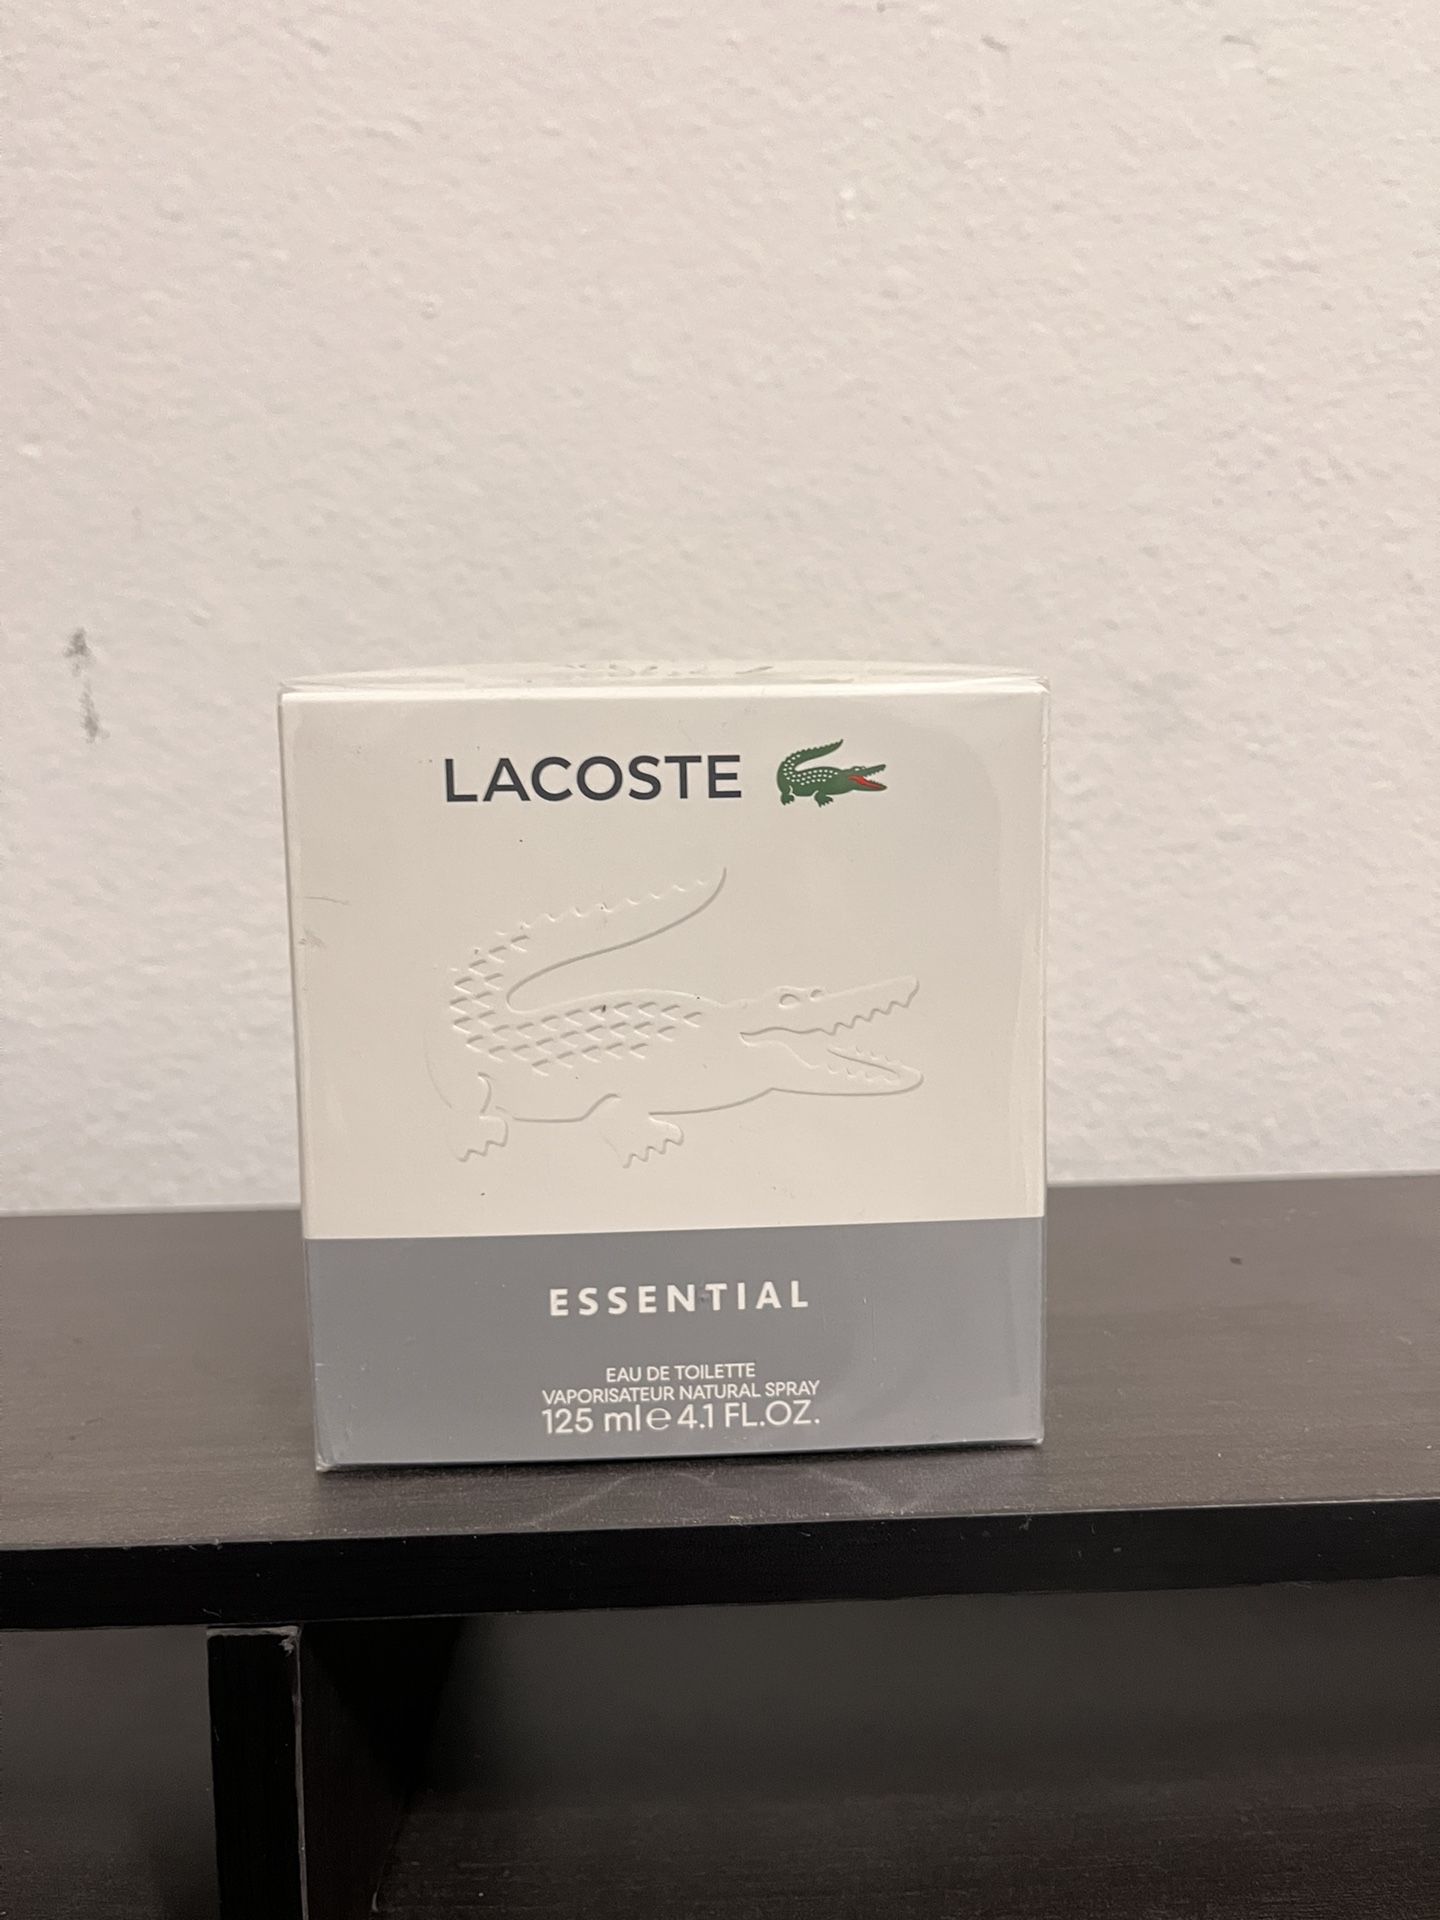 LACOSTE
ESSENTIAL
EAU DE TOILETTE
VAPORISATEUR NATURAL SPRAY
125 ml ℮ 4.1 FL.OZ.